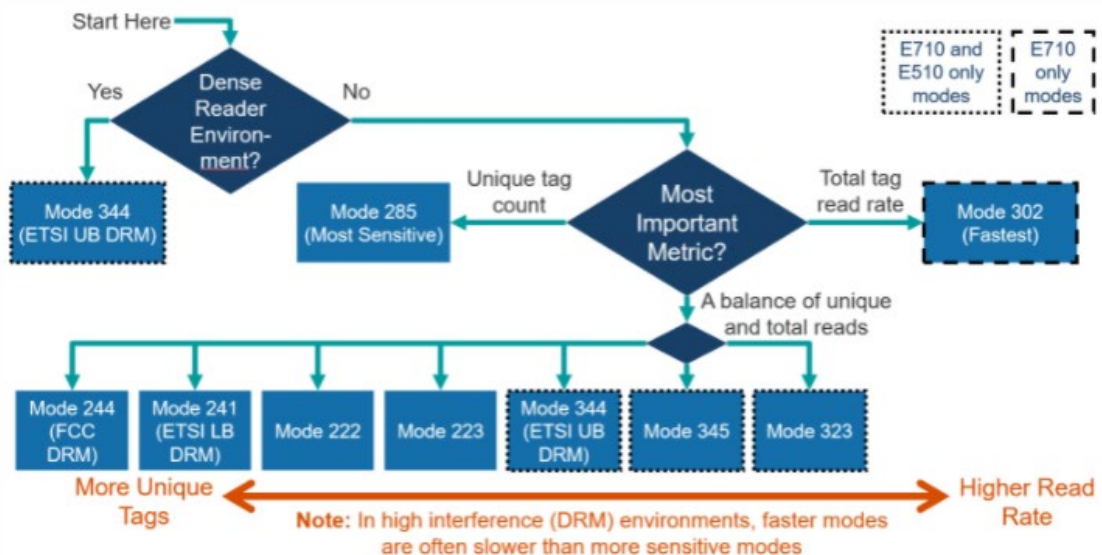 Start Here
Dense
Reader
Environ-
ment?
Yes
No
E710 and
E510 only
modes
E710
only
modes
Mode 344
(ETSI UB DRM)
Unique tag
count
Mode 285
(Most Sensitive)
Most
Important
Metric?
Total tag
read rate
Mode 302
(Fastest)
A balance of unique
and total reads
Mode 244
(FCC
DRM)
Mode 241
(ETSI LB
DRM)
Mode 222
Mode 223
Mode 344
(ETSI UB
DRM)
Mode 345
Mode 323
More Unique
Tags
Higher Read
Rate
Note: In high interference (DRM) environments, faster modes
are often slower than more sensitive modes